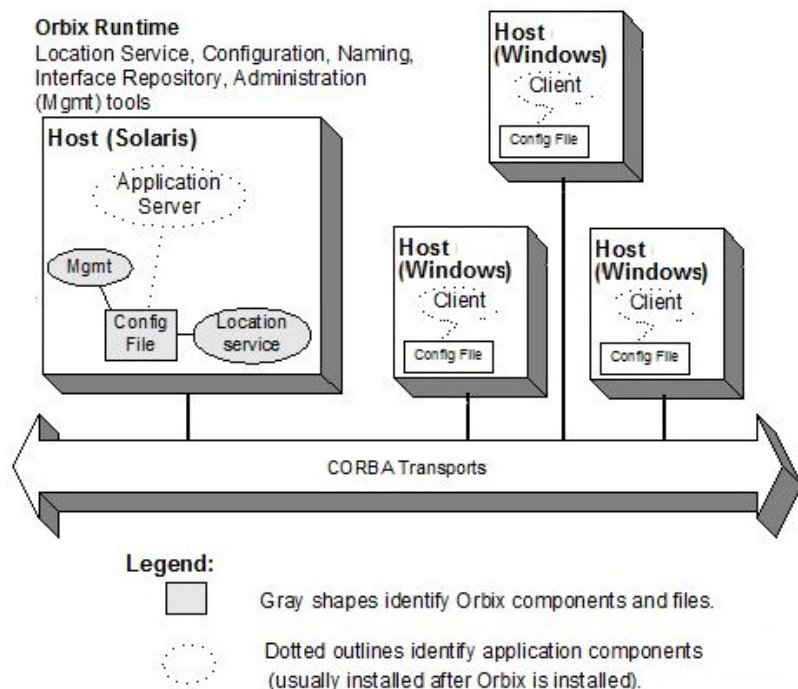 Orbix Runtime
Location Service, Configuration, Naming,
Interface Repository, Administration
(Mgmt) tools
Host (Solaris)
Application
Server
Mgmt
Config
File
Location
service
Host
(Windows)
Client
Config File
Host
(Windows)
Client
Config File
Host
(Windows)
Client
Config File
CORBA Transports
Legend:
Gray shapes identify Orbix components and files.
Dotted outlines identify application components
(usually installed after Orbix is installed).